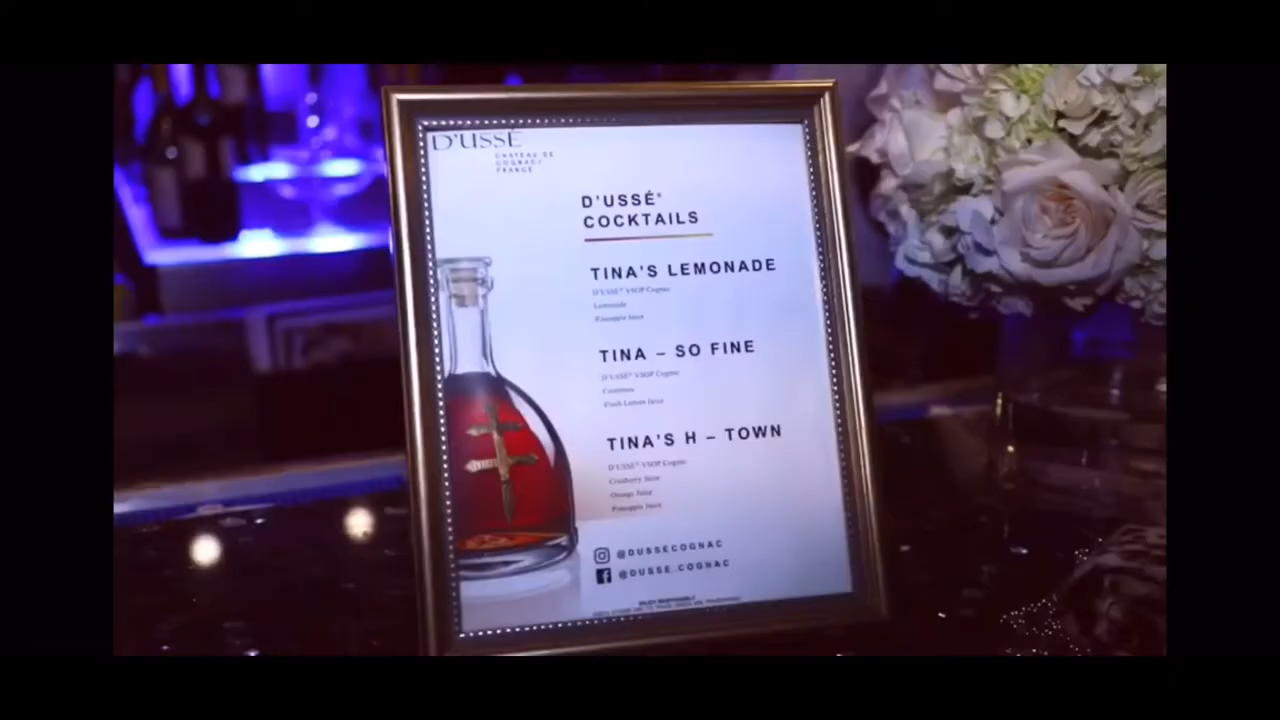 D'USSÉ
CHATEAU DE
COGNAC/
FRANCE
D'USSÉ®
COCKTAILS
TINA'S LEMONADE
D'USSÉ® VSOP Cognac
Lemonade
Pineapple Juice
TINA – SO FINE
D'USSÉ® VSOP Cognac
Cointreau
Fresh Lemon Juice
TINA'S H – TOWN
D'USSÉ® VSOP Cognac
Cranberry Juice
Orange Juice
Pineapple Juice
@DUSSECOGNAC
@DUSSE.COGNAC
ENJOY RESPONSIBLY